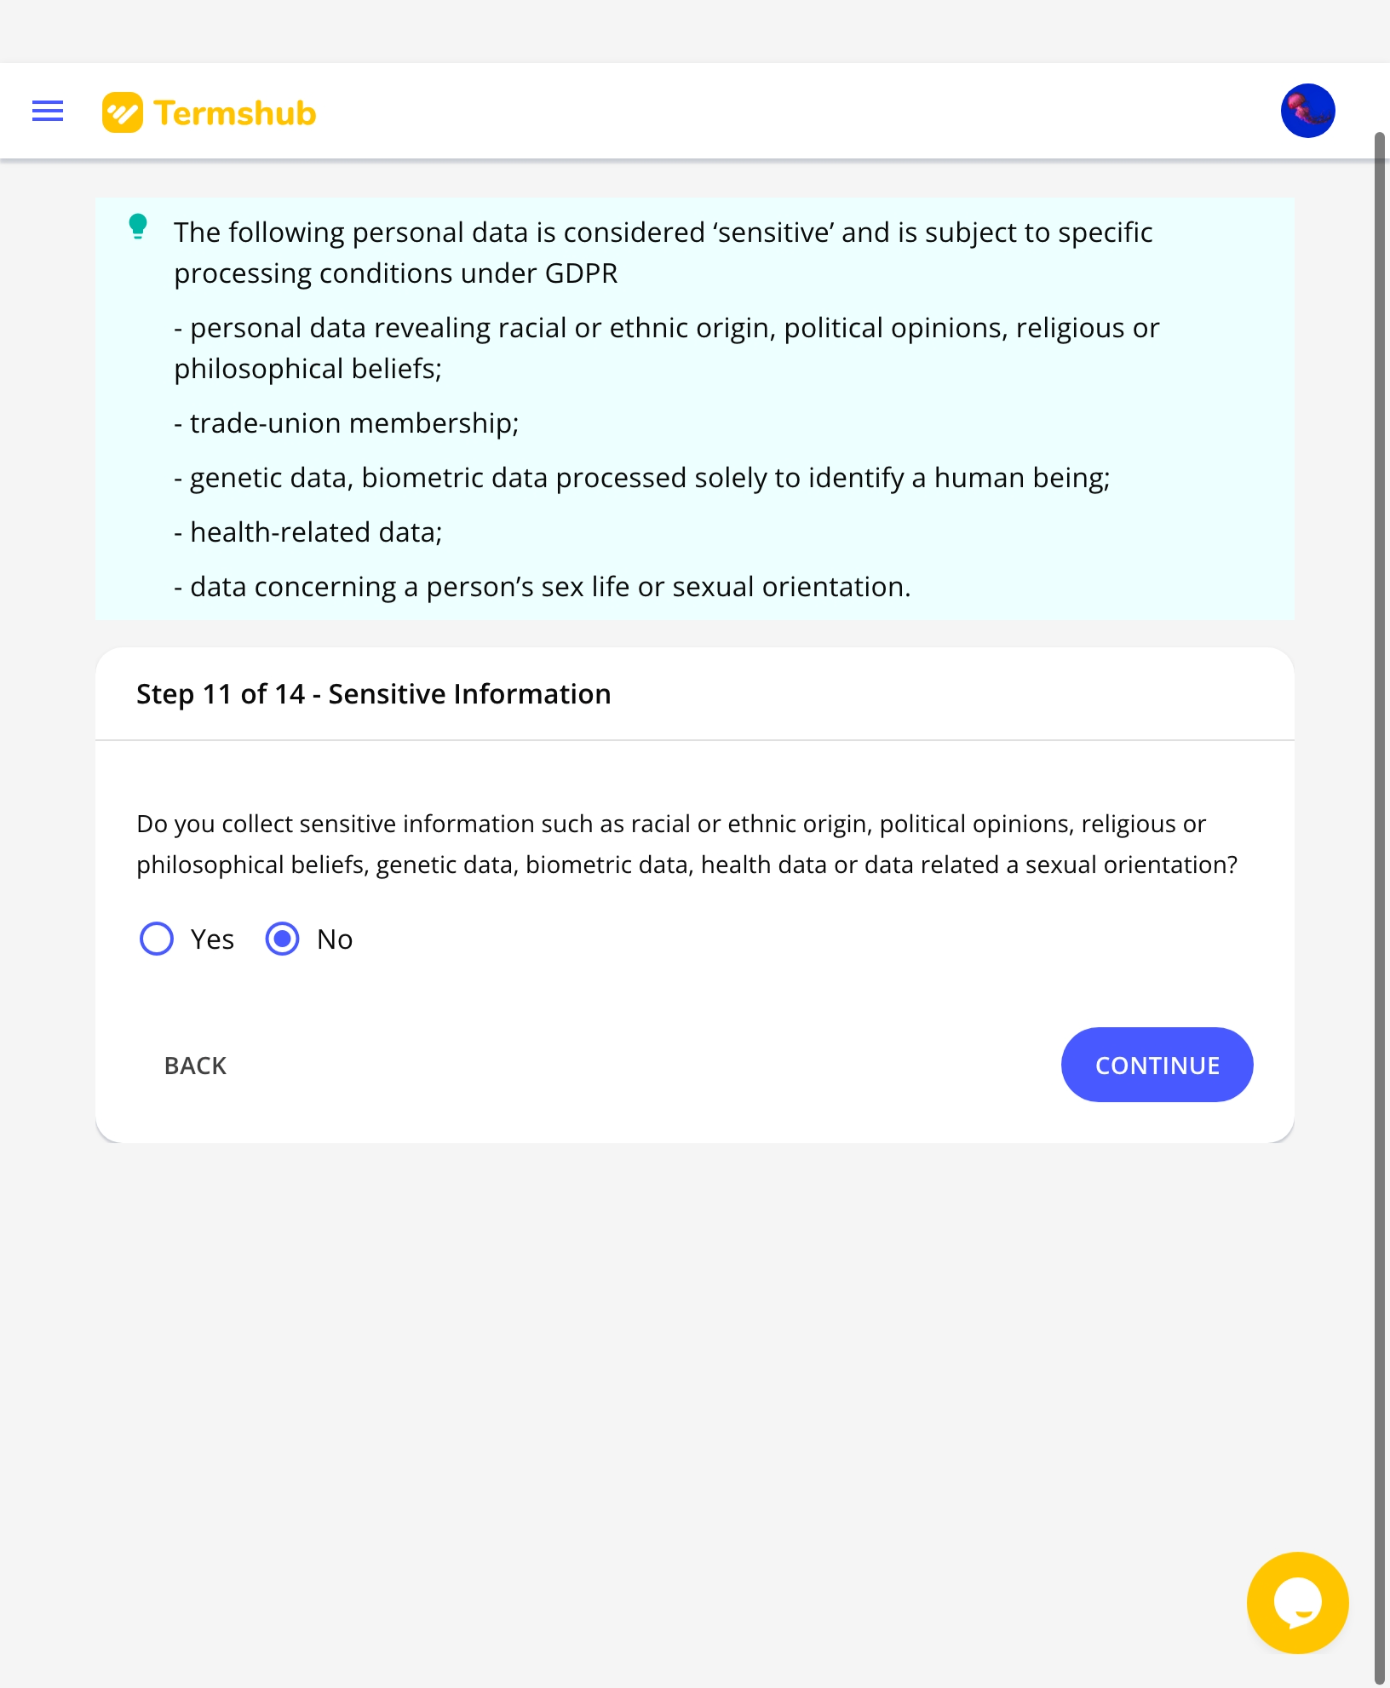 Termshub
The following personal data is considered ‘sensitive’ and is subject to specific
processing conditions under GDPR
- personal data revealing racial or ethnic origin, political opinions, religious or
philosophical beliefs;
- trade-union membership;
- genetic data, biometric data processed solely to identify a human being;
- health-related data;
- data concerning a person’s sex life or sexual orientation.
Step 11 of 14 - Sensitive Information
Do you collect sensitive information such as racial or ethnic origin, political opinions, religious or
philosophical beliefs, genetic data, biometric data, health data or data related a sexual orientation?
Yes No
BACK CONTINUE